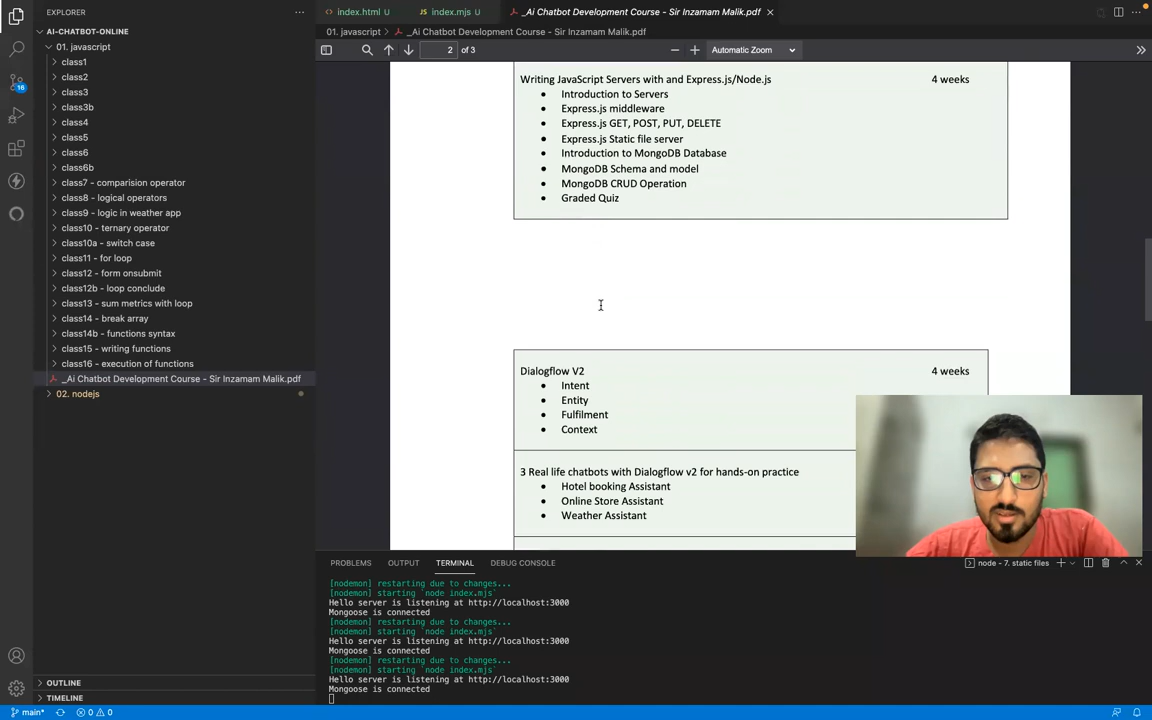 EXPLORER
index.html U
index.mjs U
_Ai Chatbot Development Course - Sir Inzamam Malik.pdf
AI-CHATBOT-ONLINE
01. javascript
class1
class2
class3
class3b
class4
class5
class6
class6b
class7 - comparision operator
class8 - logical operators
class9 - logic in weather app
class10 - ternary operator
class10a - switch case
class11 - for loop
class12 - form onsubmit
class12b - loop conclude
class13 - sum metrics with loop
class14 - break array
class14b - functions syntax
class15 - writing functions
class16 - execution of functions
_Ai Chatbot Development Course - Sir Inzamam Malik.pdf
02. nodejs
16
OUTLINE
TIMELINE
01. javascript > _Ai Chatbot Development Course - Sir Inzamam Malik.pdf
2 of 3
Automatic Zoom
Writing JavaScript Servers with and Express.js/Node.js 4 weeks
Introduction to Servers
Express.js middleware
Express.js GET, POST, PUT, DELETE
Express.js Static file server
Introduction to MongoDB Database
MongoDB Schema and model
MongoDB CRUD Operation
Graded Quiz
Dialogflow V2 4 weeks
Intent
Entity
Fulfilment
Context
3 Real life chatbots with Dialogflow v2 for hands-on practice
Hotel booking Assistant
Online Store Assistant
Weather Assistant
PROBLEMS OUTPUT TERMINAL DEBUG CONSOLE
node - 7. static files
[nodemon] restarting due to changes...
[nodemon] starting `node index.mjs`
Hello server is listening at http://localhost:3000
Mongoose is connected
[nodemon] restarting due to changes...
[nodemon] starting `node index.mjs`
Hello server is listening at http://localhost:3000
Mongoose is connected
[nodemon] restarting due to changes...
[nodemon] starting `node index.mjs`
Hello server is listening at http://localhost:3000
Mongoose is connected
main* 0 0